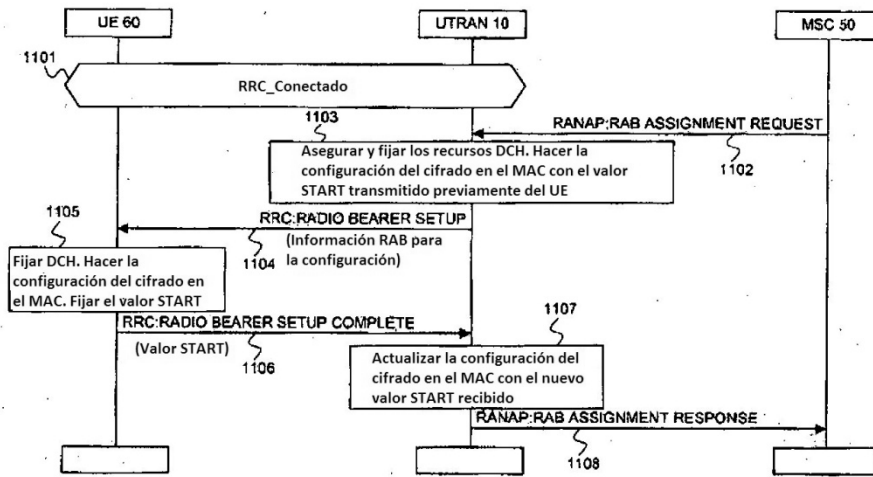 UE 60
UTRAN 10
MSC 50
1101
RRC_Conectado
1103
RANAP:RAB ASSIGNMENT REQUEST
1102
Asegurar y fijar los recursos DCH. Hacer la
configuración del cifrado en el MAC con el valor
START transmitido previamente del UE
1105
RRC:RADIO BEARER SETUP
1104
(Información RAB para
la configuración)
Fijar DCH. Hacer la
configuración del cifrado en
el MAC. Fijar el valor START
1107
RRC:RADIO BEARER SETUP COMPLETE
(Valor START)
1106
Actualizar la configuración del
cifrado en el MAC con el nuevo
valor START recibido
RANAP:RAB ASSIGNMENT RESPONSE
1108